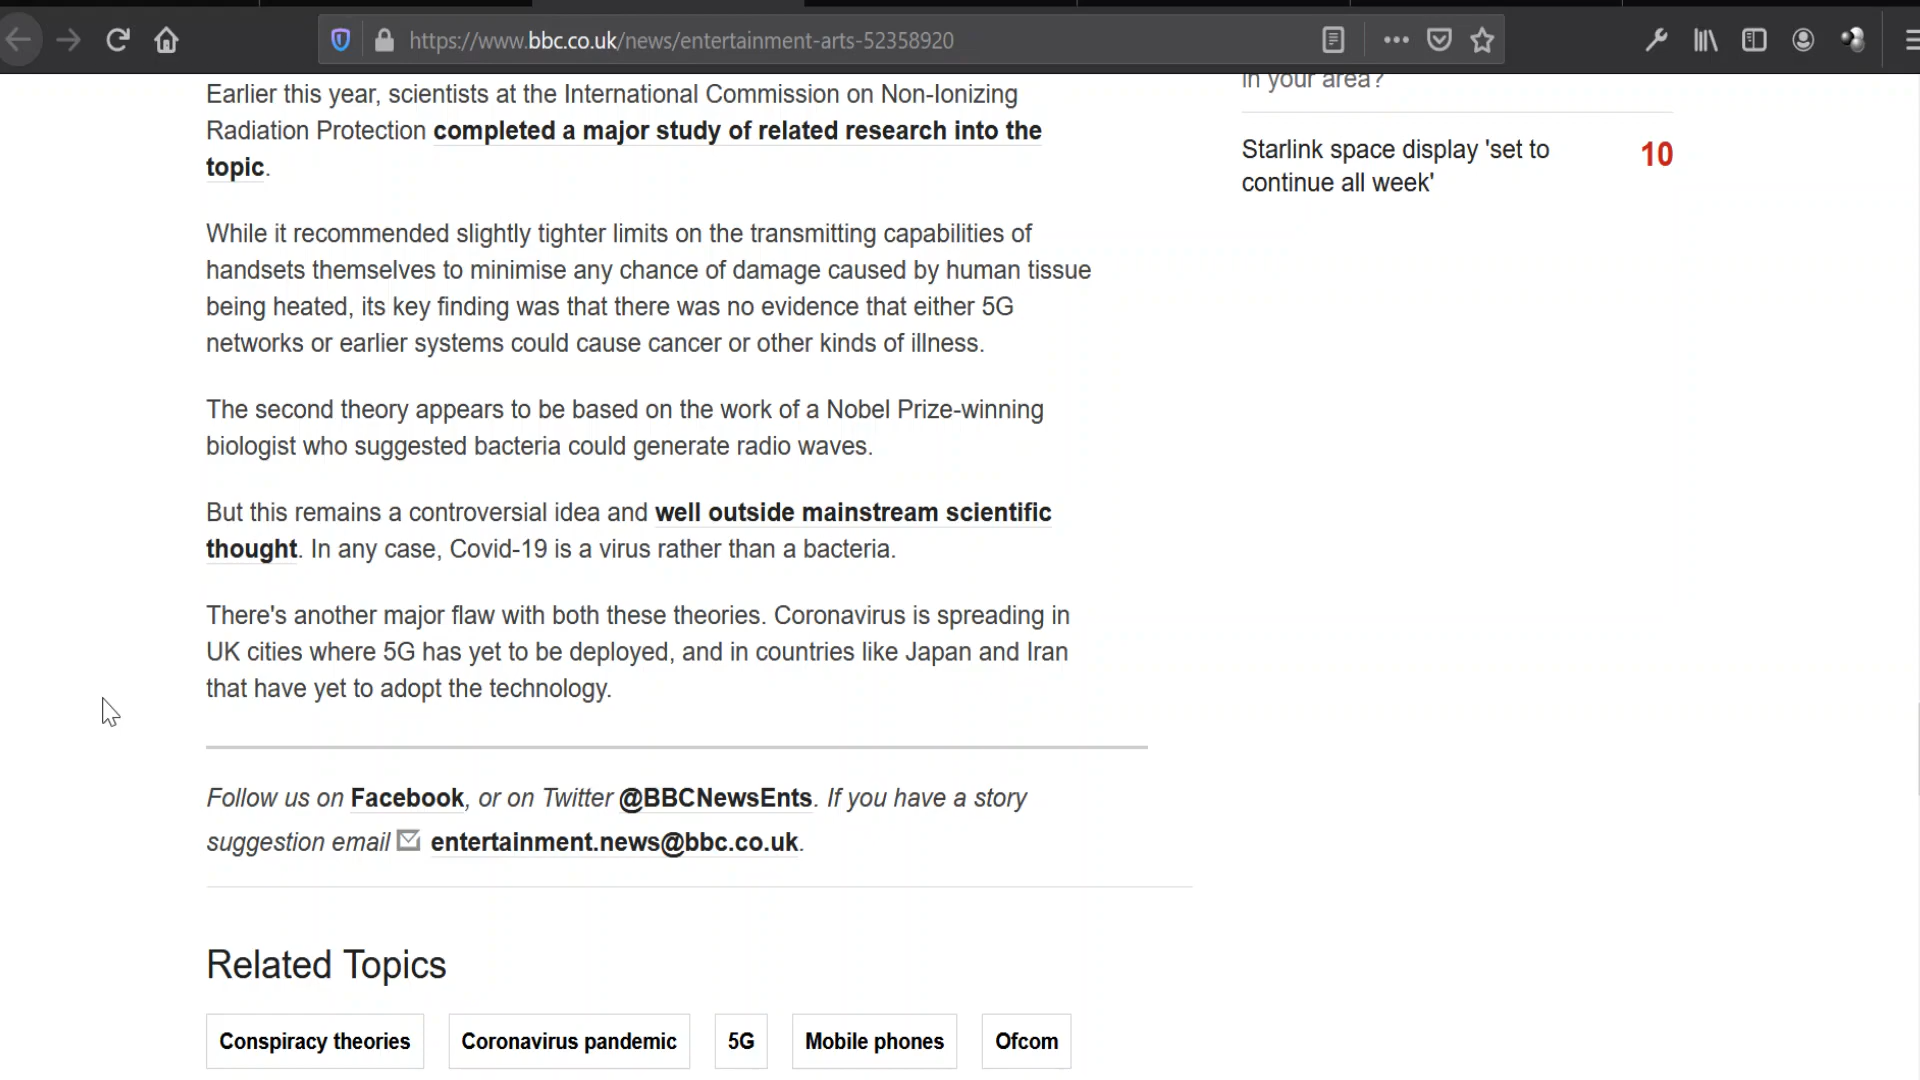 https://www.bbc.co.uk/news/entertainment-arts-52358920
Earlier this year, scientists at the International Commission on Non-Ionizing
Radiation Protection completed a major study of related research into the
topic.
While it recommended slightly tighter limits on the transmitting capabilities of
handsets themselves to minimise any chance of damage caused by human tissue
being heated, its key finding was that there was no evidence that either 5G
networks or earlier systems could cause cancer or other kinds of illness.
The second theory appears to be based on the work of a Nobel Prize-winning
biologist who suggested bacteria could generate radio waves.
But this remains a controversial idea and well outside mainstream scientific
thought. In any case, Covid-19 is a virus rather than a bacteria.
There's another major flaw with both these theories. Coronavirus is spreading in
UK cities where 5G has yet to be deployed, and in countries like Japan and Iran
that have yet to adopt the technology.
Follow us on Facebook, or on Twitter @BBCNewsEnts. If you have a story
suggestion email entertainment.news@bbc.co.uk.
Related Topics
Conspiracy theories
Coronavirus pandemic
5G
Mobile phones
Ofcom
in your area?
Starlink space display 'set to
continue all week'
10